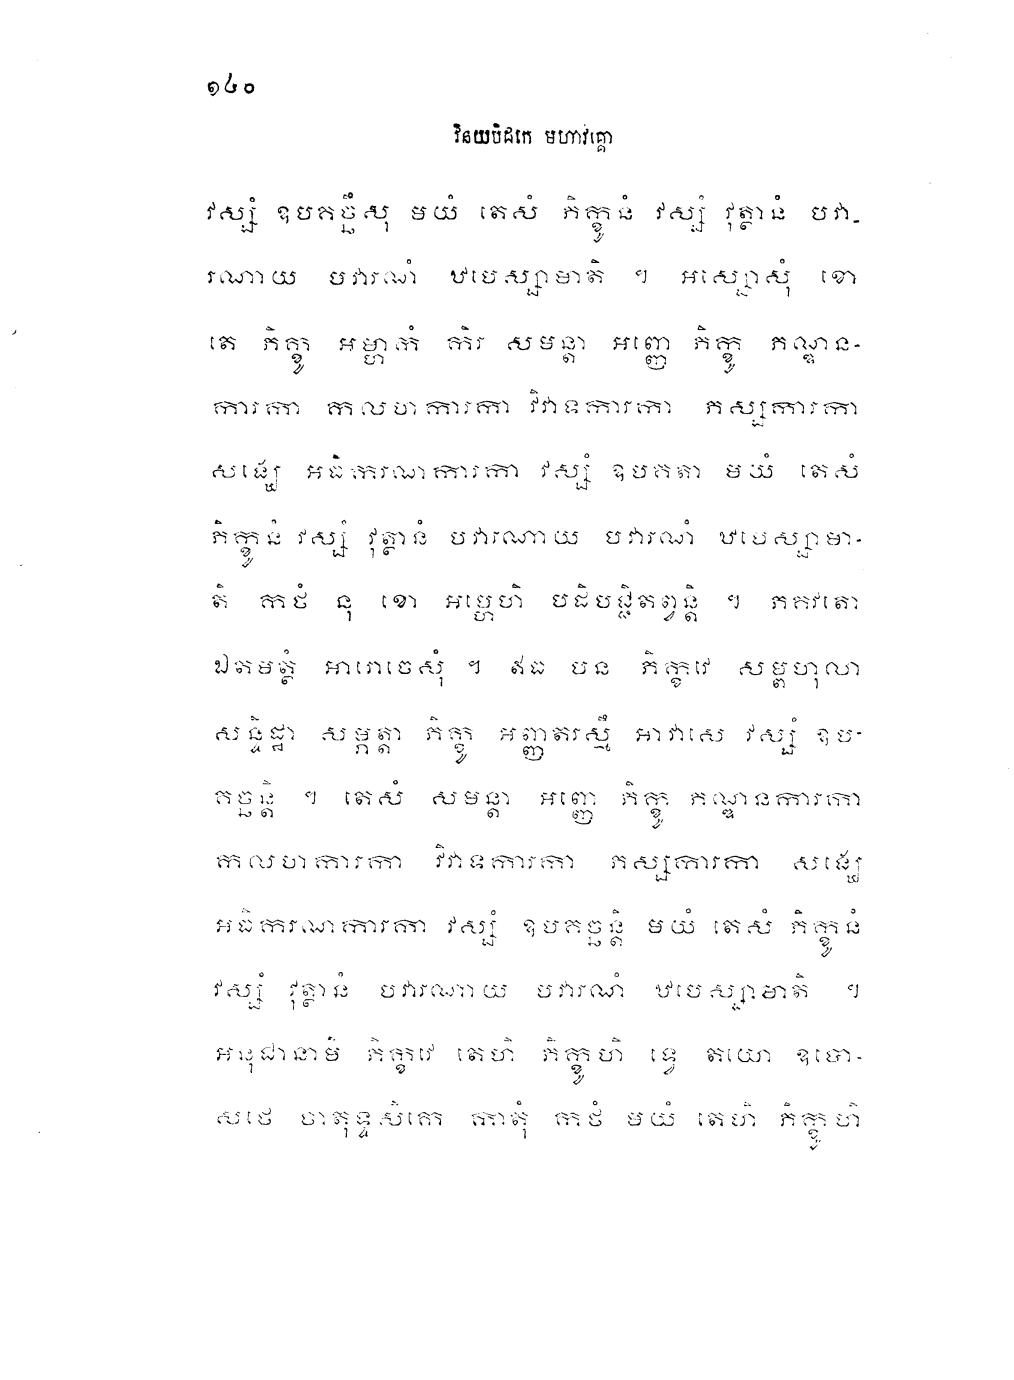 ១៤០
វិនយបិដកេ មហាវគ្គោ
វស្សំ ឧបគច្ឆឹសុ មយំ តេសំ ភិក្ខូនំ វស្សំ វុត្ថានំ បវា-
រណាយ បវារណំ ឋបេស្សាមាតិ ។ អស្សោសុំ ខោ
តេ ភិក្ខូ អម្ហាកំ កិរ សមន្តា អញ្ញេ ភិក្ខូ ភណ្ឌន-
ការកា កលហការកា វិវាទការកា ភស្សការកា
សង្ឃេ អធិករណការកា វស្សំ ឧបគតា មយំ តេសំ
ភិក្ខូនំ វស្សំ វុត្ថានំ បវារណាយ បវារណំ ឋបេស្សាមា-
តិ កថំ នុ ខោ អម្ហេហិ បដិបជ្ជិតព្វន្តិ ។ ភគវតោ
ឯតមត្ថំ អារោចេសុំ ។ ឥធ បន ភិក្ខវេ សម្ពហុលា
សន្ទិដ្ឋា សម្ភត្តា ភិក្ខូ អញ្ញតរស្មឹ អាវាសេ វស្សំ ឧប-
គច្ឆន្តិ ។ តេសំ សមន្តា អញ្ញេ ភិក្ខូ ភណ្ឌនការកា
កលហការកា វិវាទការកា ភស្សការកា សង្ឃេ
អធិករណការកា វស្សំ ឧបគច្ឆន្តិ មយំ តេសំ ភិក្ខូនំ
វស្សំ វុត្ថានំ បវារណាយ បវារណំ ឋបេស្សាមាតិ ។
អនុជានាមិ ភិក្ខវេ តេហិ ភិក្ខូហិ ទ្វេ តយោ ឧបោ-
សថេ ចាតុទ្ទសិកេ កាតុំ កថំ មយំ តេហិ ភិក្ខូហិ